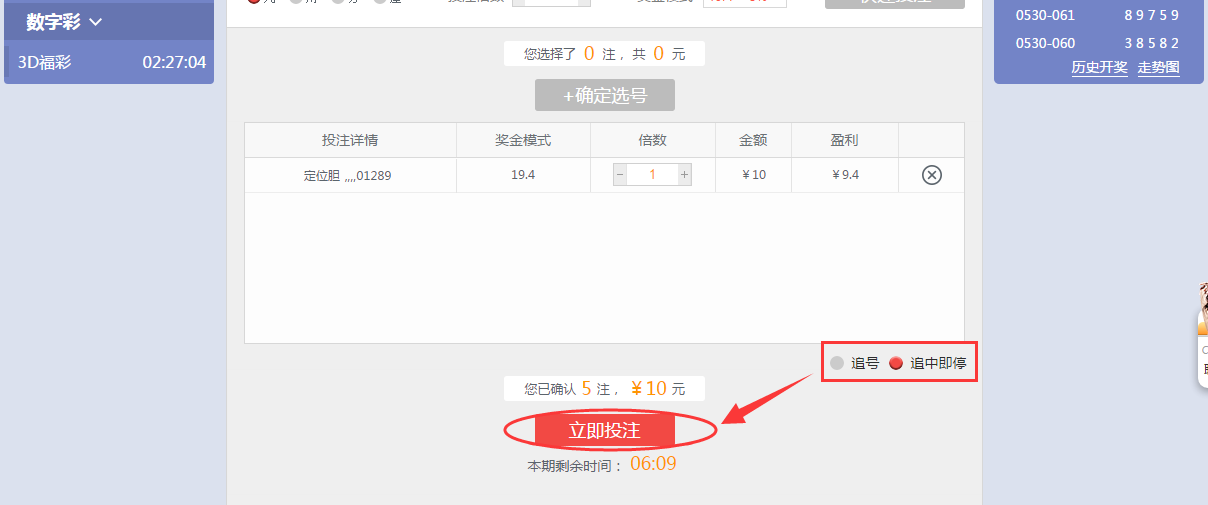 数字彩
3D福彩 02:27:04
您选择了 0 注，共 0 元
+确定选号
投注详情 奖金模式 倍数 金额 盈利
定位胆 ,,,,01289 19.4 - 1 + ¥10 ¥9.4
追号 追中即停
您已确认 5 注， ¥10 元
立即投注
本期剩余时间： 06:09
0530-061 8 9 7 5 9
0530-060 3 8 5 8 2
历史开奖 走势图